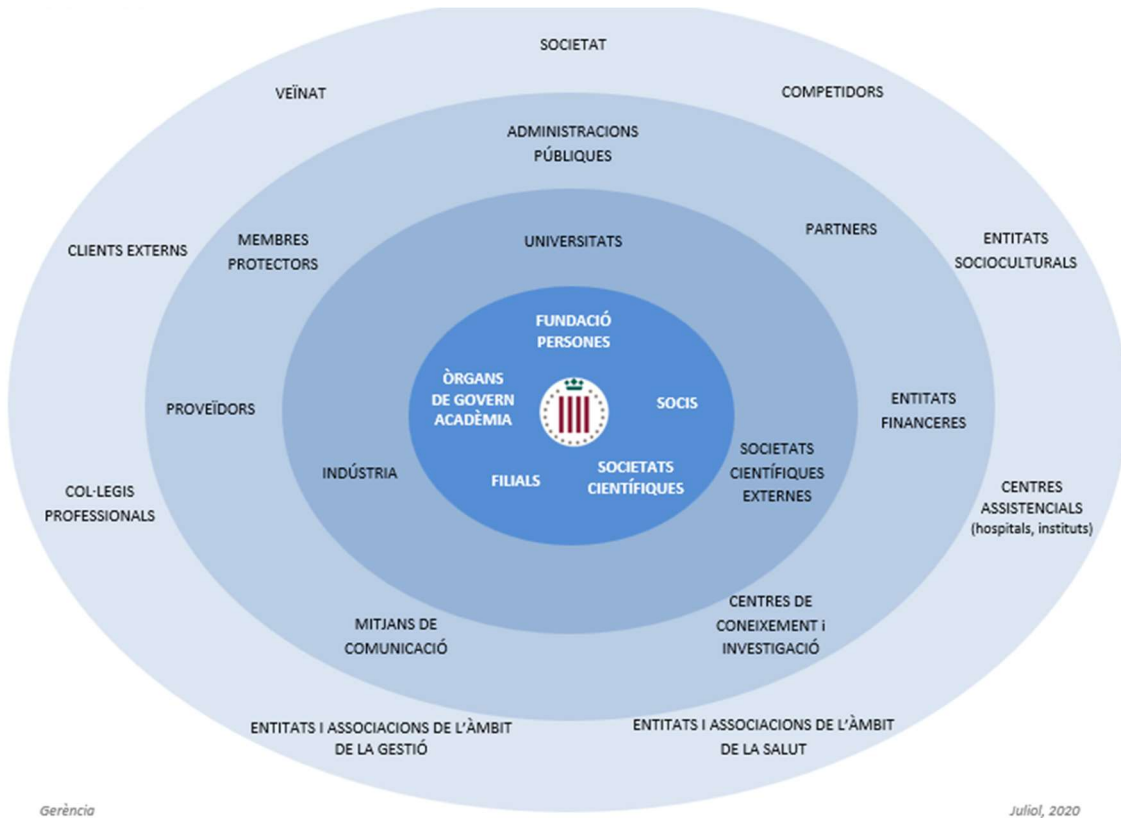 SOCIETAT
VEÏNAT
COMPETIDORS
ADMINISTRACIONS
PÚBLIQUES
PARTNERS
MEMBRES
PROTECTORS
UNIVERSITATS
CLIENTS EXTERNS
ENTITATS
SOCIOCULTURALS
FUNDACIÓ
PERSONES
ÒRGANS
DE GOVERN
ACADÈMIA
SOCIS
PROVEÏDORS
ENTITATS
FINANCERES
INDÚSTRIA
FILIALS
SOCIETATS
CIENTÍFIQUES
SOCIETATS
CIENTÍFIQUES
EXTERNES
COL·LEGIS
PROFESSIONALS
CENTRES
ASSISTENCIALS
(hospitals, instituts)
MITJANS DE
COMUNICACIÓ
CENTRES DE
CONEIXEMENT i
INVESTIGACIÓ
ENTITATS I ASSOCIACIONS DE L'ÀMBIT
DE LA GESTIÓ
ENTITATS I ASSOCIACIONS DE L'ÀMBIT
DE LA SALUT
Gerència
Juliol, 2020